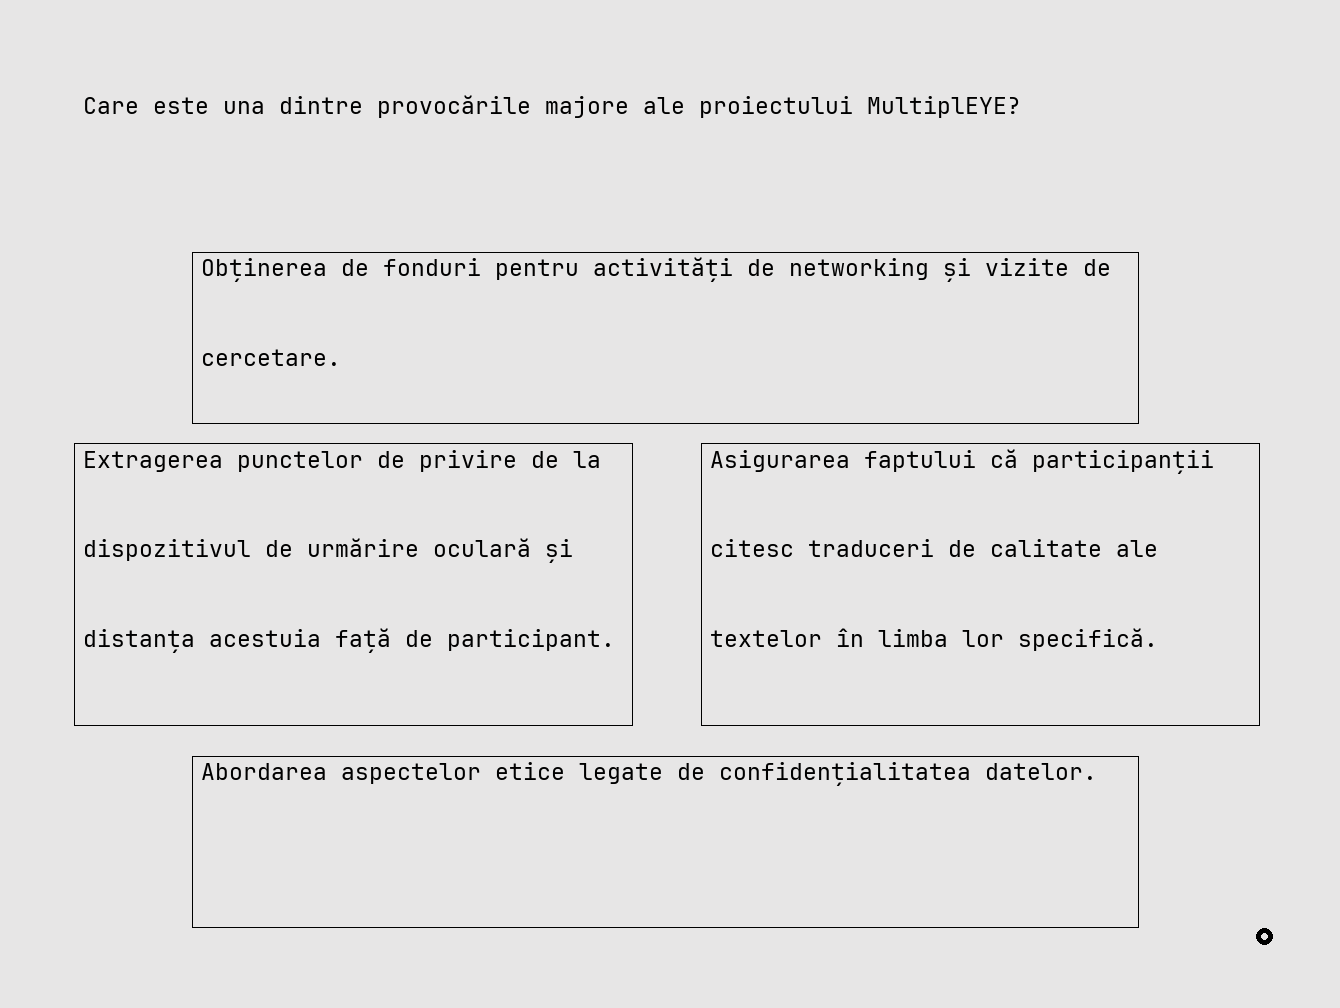 Care este una dintre provocările majore ale proiectului MultiplEYE?
Obținerea de fonduri pentru activități de networking și vizite de
cercetare.
Extragerea punctelor de privire de la
dispozitivul de urmărire oculară și
distanța acestuia față de participant.
Asigurarea faptului că participanții
citesc traduceri de calitate ale
textelor în limba lor specifică.
Abordarea aspectelor etice legate de confidențialitatea datelor.